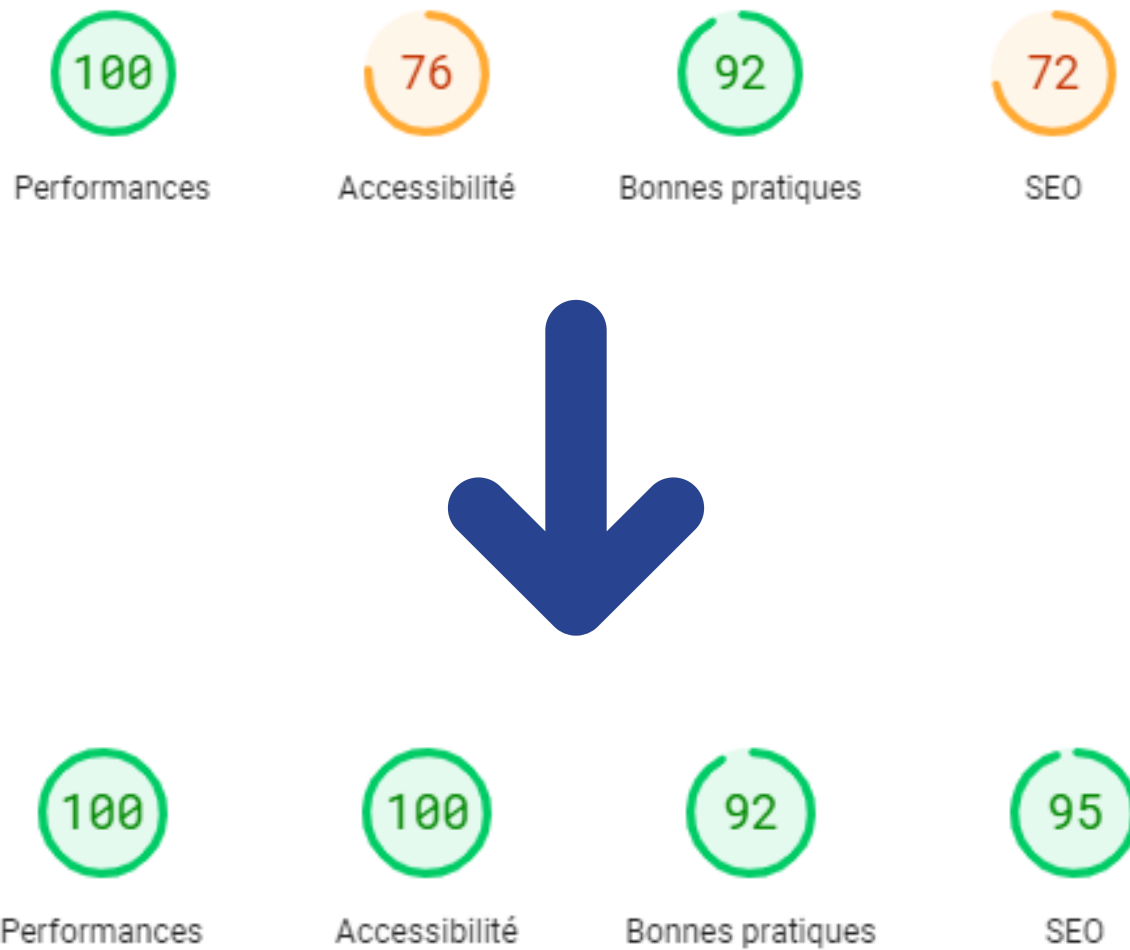 100 76 92 72
Performances Accessibilité Bonnes pratiques SEO
100 100 92 95
Performances Accessibilité Bonnes pratiques SEO